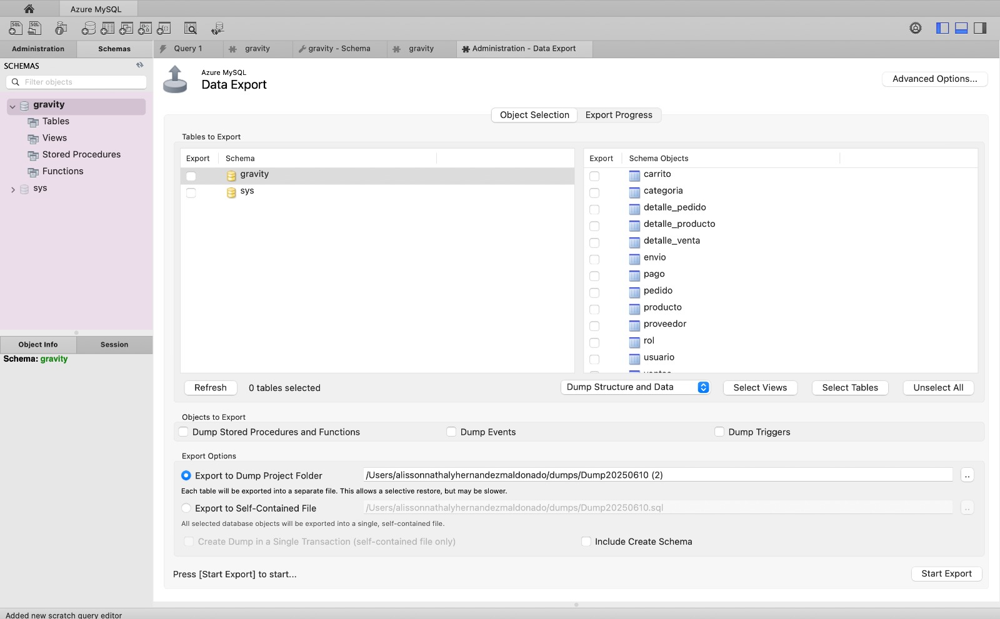 Azure MySQL
SQL
SQL
Administration
Schemas
Query 1
gravity
gravity - Schema
gravity
Administration - Data Export
SCHEMAS
Filter objects
gravity
Tables
Views
Stored Procedures
Functions
sys
Object Info
Session
Schema: gravity
Azure MySQL
Data Export
Advanced Options...
Object Selection
Export Progress
Tables to Export
Export
Schema
gravity
sys
Export
Schema Objects
carrito
categoria
detalle_pedido
detalle_producto
detalle_venta
envio
pago
pedido
producto
proveedor
rol
usuario
Refresh
0 tables selected
Dump Structure and Data
Select Views
Select Tables
Unselect All
Objects to Export
Dump Stored Procedures and Functions
Dump Events
Dump Triggers
Export Options
Export to Dump Project Folder
/Users/alissonnathalyhernandezmaldonado/dumps/Dump20250610 (2)
..
Each table will be exported into a separate file. This allows a selective restore, but may be slower.
Export to Self-Contained File
/Users/alissonnathalyhernandezmaldonado/dumps/Dump20250610.sql
..
All selected database objects will be exported into a single, self-contained file.
Create Dump in a Single Transaction (self-contained file only)
Include Create Schema
Press [Start Export] to start...
Start Export
Added new scratch query editor